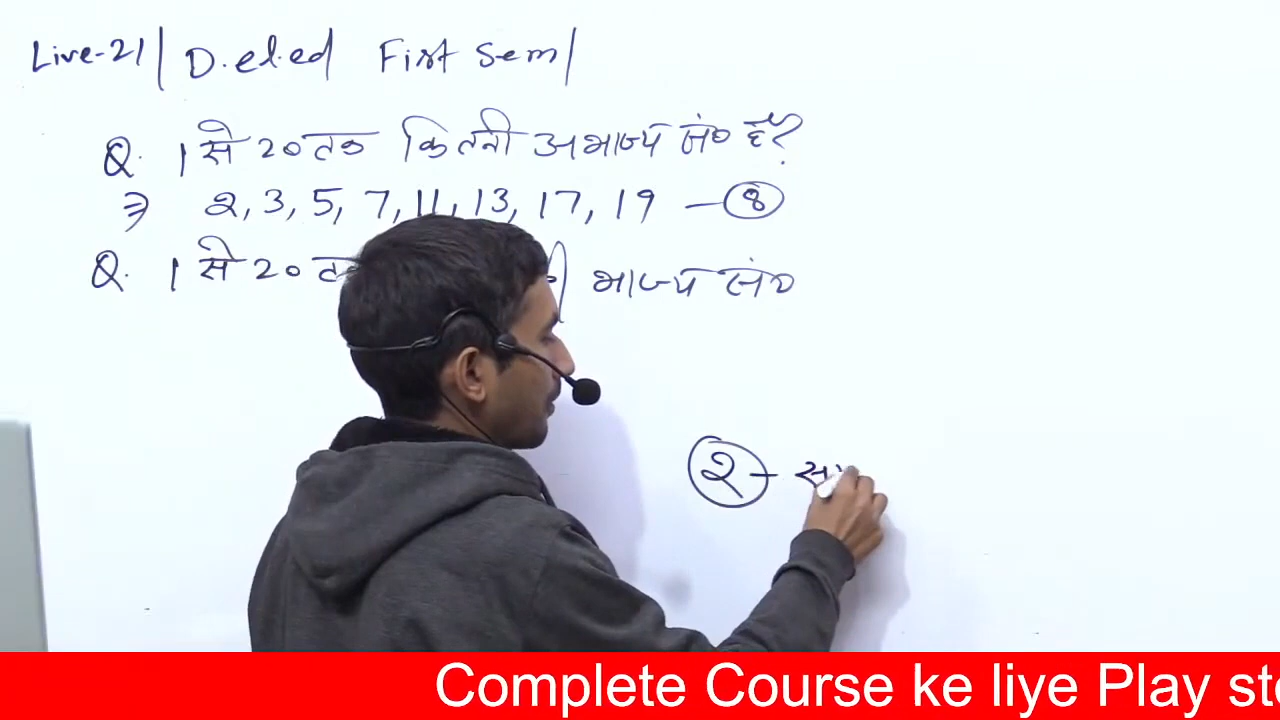 Live-21 | D.el.ed First Sem |
Q. 1 से 20 तक कितनी अभाज्य सं० हैं?
⇒ 2, 3, 5, 7, 11, 13, 17, 19 — 8
Q. 1 से 20 भाज्य सं०
2 –
Complete Course ke liye Play sto